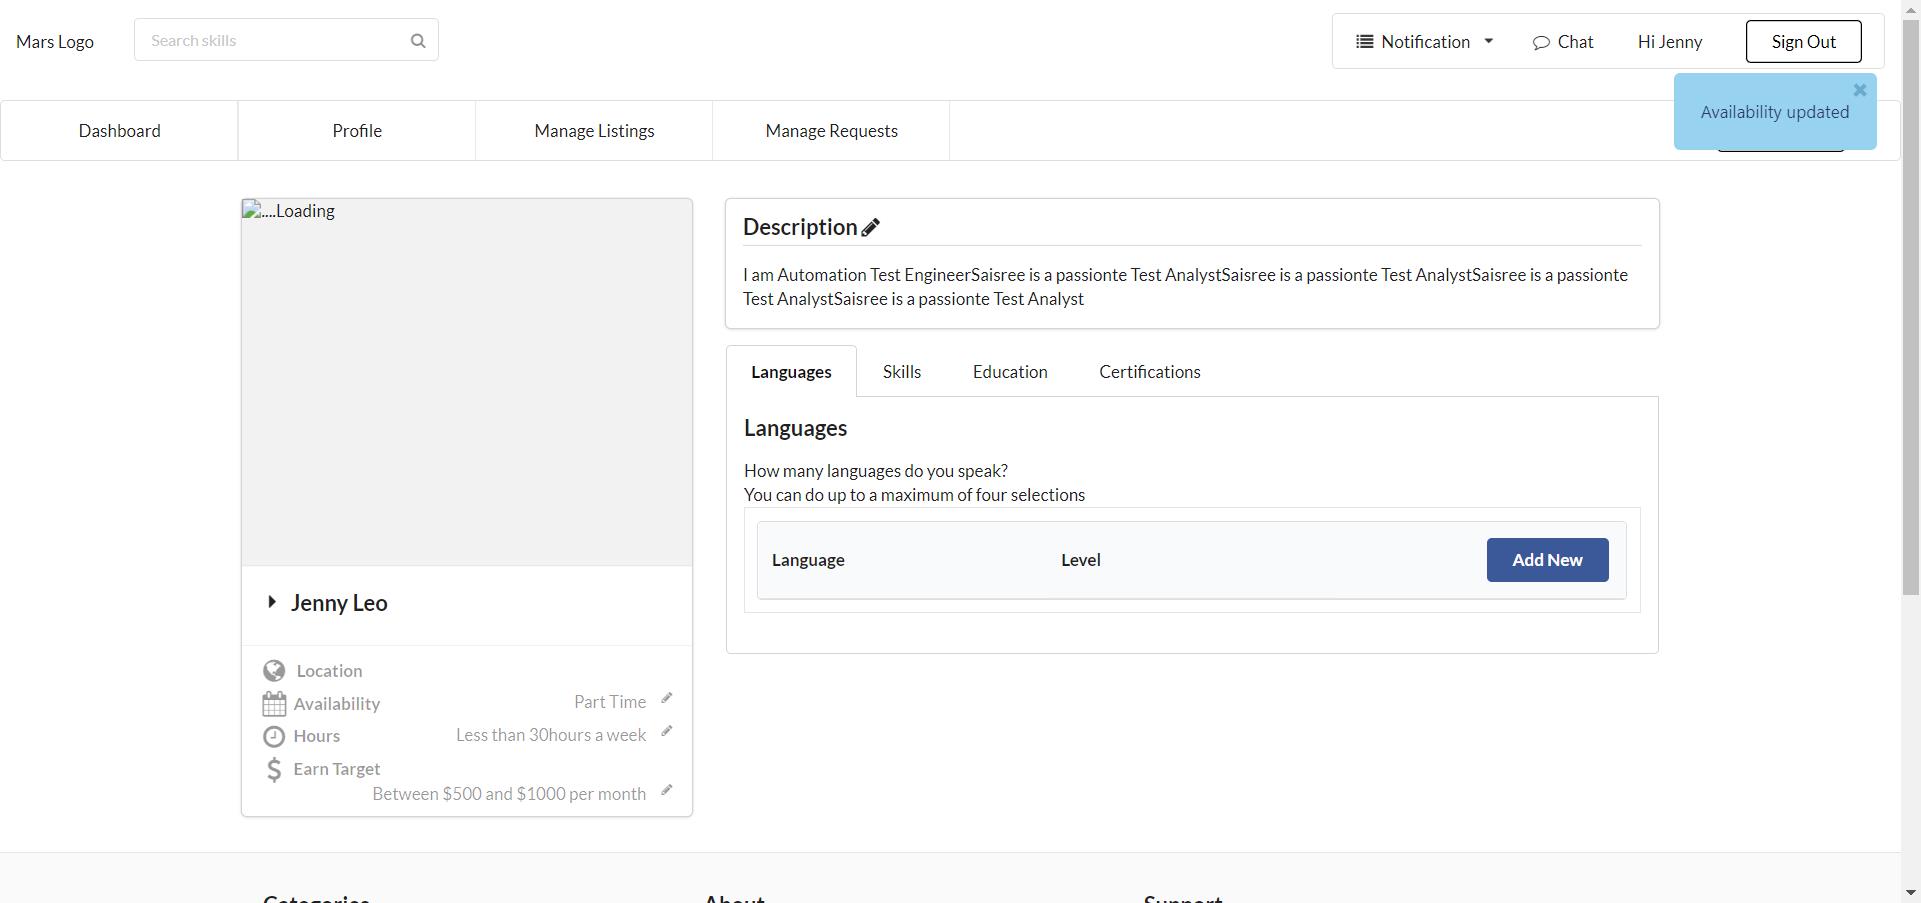 Mars Logo
Search skills
Notification
Chat
Hi Jenny
Sign Out
Availability updated
Dashboard
Profile
Manage Listings
Manage Requests
....Loading
Description
I am Automation Test EngineerSaisree is a passionte Test AnalystSaisree is a passionte Test AnalystSaisree is a passionte
Test AnalystSaisree is a passionte Test Analyst
Languages
Skills
Education
Certifications
Languages
How many languages do you speak?
You can do up to a maximum of four selections
Language
Level
Add New
Jenny Leo
Location
Availability
Part Time
Hours
Less than 30hours a week
Earn Target
Between $500 and $1000 per month
Categories
About
Support